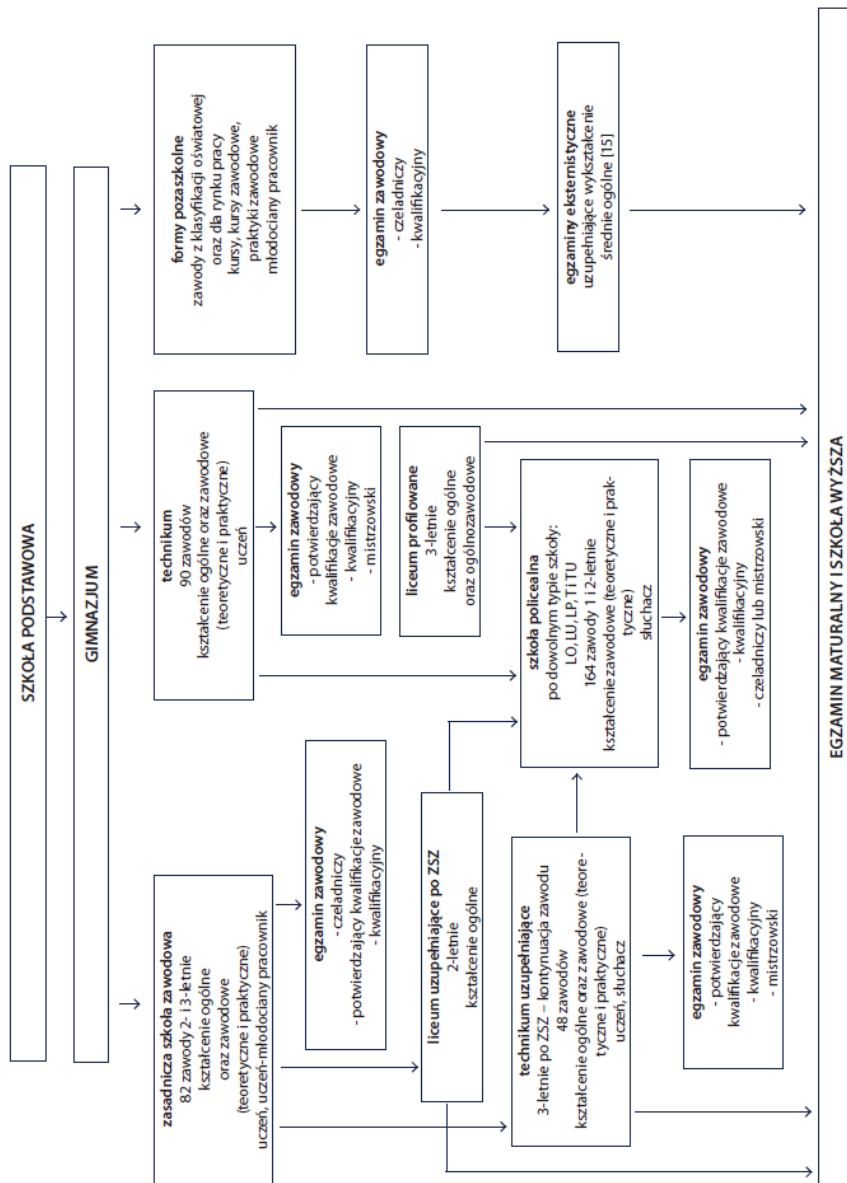 SZKOŁA PODSTAWOWA
GIMNAZJUM
zasadnicza szkoła zawodowa
82 zawody 2- i 3-letnie
kształcenie ogólne
oraz zawodowe
(teoretyczne i praktyczne)
uczeń, uczeń-młodociany pracownik
egzamin zawodowy
- czeladniczy
- potwierdzający kwalifikacje zawodowe
- kwalifikacyjny
liceum uzupełniające po ZSZ
2-letnie
kształcenie ogólne
technikum uzupełniające
3-letnie po ZSZ – kontynuacja zawodu
48 zawodów
kształcenie ogólne oraz zawodowe (teore-
tyczne i praktyczne)
uczeń, słuchacz
egzamin zawodowy
- potwierdzający
kwalifikacje zawodowe
- kwalifikacyjny
- mistrzowski
technikum
90 zawodów
kształcenie ogólne oraz zawodowe
(teoretyczne i praktyczne)
uczeń
egzamin zawodowy
- potwierdzający
kwalifikacje zawodowe
- kwalifikacyjny
- mistrzowski
liceum profilowane
3-letnie
kształcenie ogólne
oraz ogólnozawodowe
szkoła policealna
po dowolnym typie szkoły:
LO, LU, LP, T i TU
164 zawody 1 i 2-letnie
kształcenie zawodowe (teoretyczne i prak-
tyczne)
słuchacz
egzamin zawodowy
- potwierdzający kwalifikacje zawodowe
- kwalifikacyjny
- czeladniczy lub mistrzowski
formy pozaszkolne
zawody z klasyfikacji oświatowej
oraz dla rynku pracy
kursy, kursy zawodowe,
praktyki zawodowe
młodociany pracownik
egzamin zawodowy
- czeladniczy
- kwalifikacyjny
egzaminy eksternistyczne
uzupełniające wykształcenie
średnie ogólne [15]
EGZAMIN MATURALNY I SZKOŁA WYŻSZA